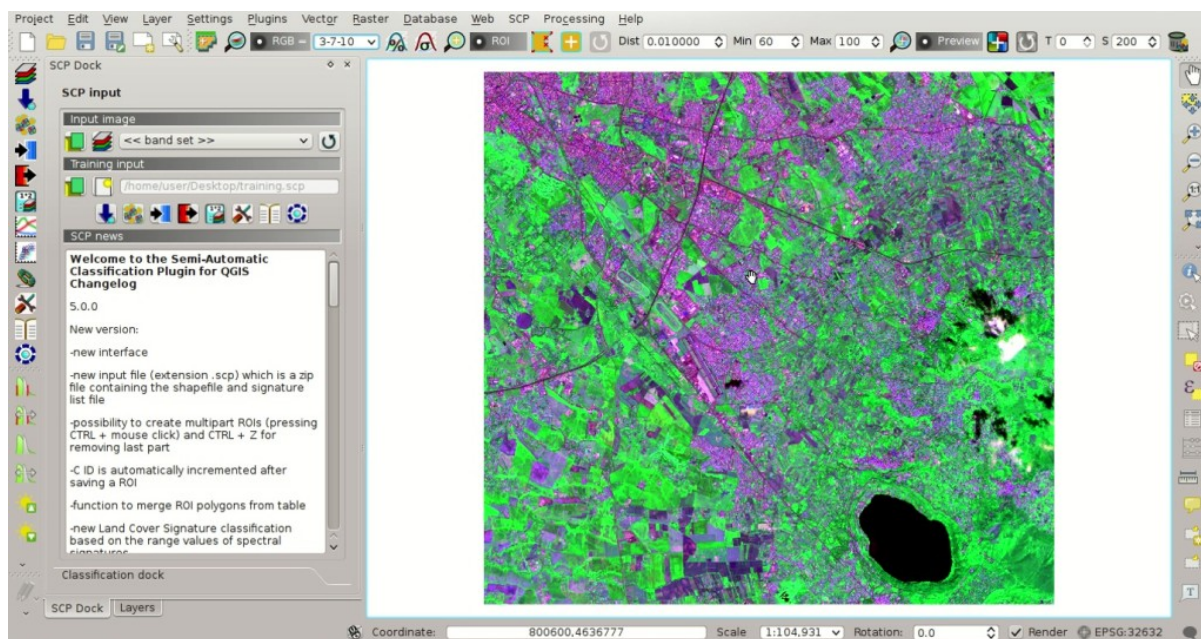 Project Edit View Layer Settings Plugins Vector Raster Database Web SCP Processing Help
RGB = 3-7-10 ROI Dist 0.010000 Min 60 Max 100 Preview T 0 S 200
SCP Dock
SCP input
Input image
<< band set >>
Training input
/home/user/Desktop/training.scp
SCP news
Welcome to the Semi-Automatic
Classification Plugin for QGIS
Changelog
5.0.0
New version:
-new interface
-new input file (extension .scp) which is a zip
file containing the shapefile and signature
list file
-possibility to create multipart ROIs (pressing
CTRL + mouse click) and CTRL + Z for
removing last part
-C ID is automatically incremented after
saving a ROI
-function to merge ROI polygons from table
-new Land Cover Signature classification
based on the range values of spectral
signatures
Classification dock
SCP Dock Layers
Coordinate: 800600,4636777 Scale 1:104,931 Rotation: 0.0 Render EPSG:32632